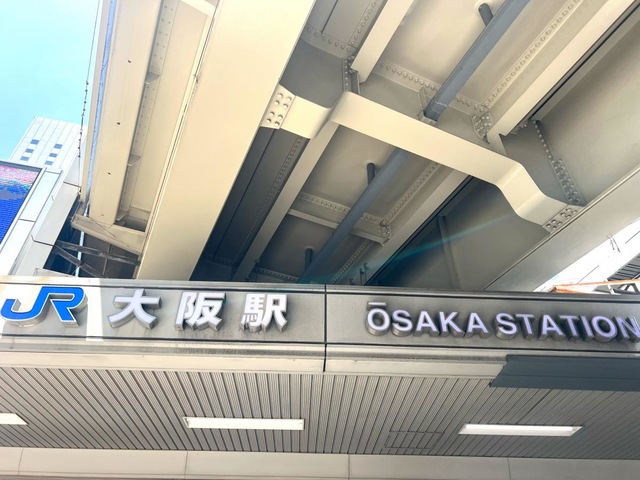 JR 大阪駅 ŌSAKA STATION